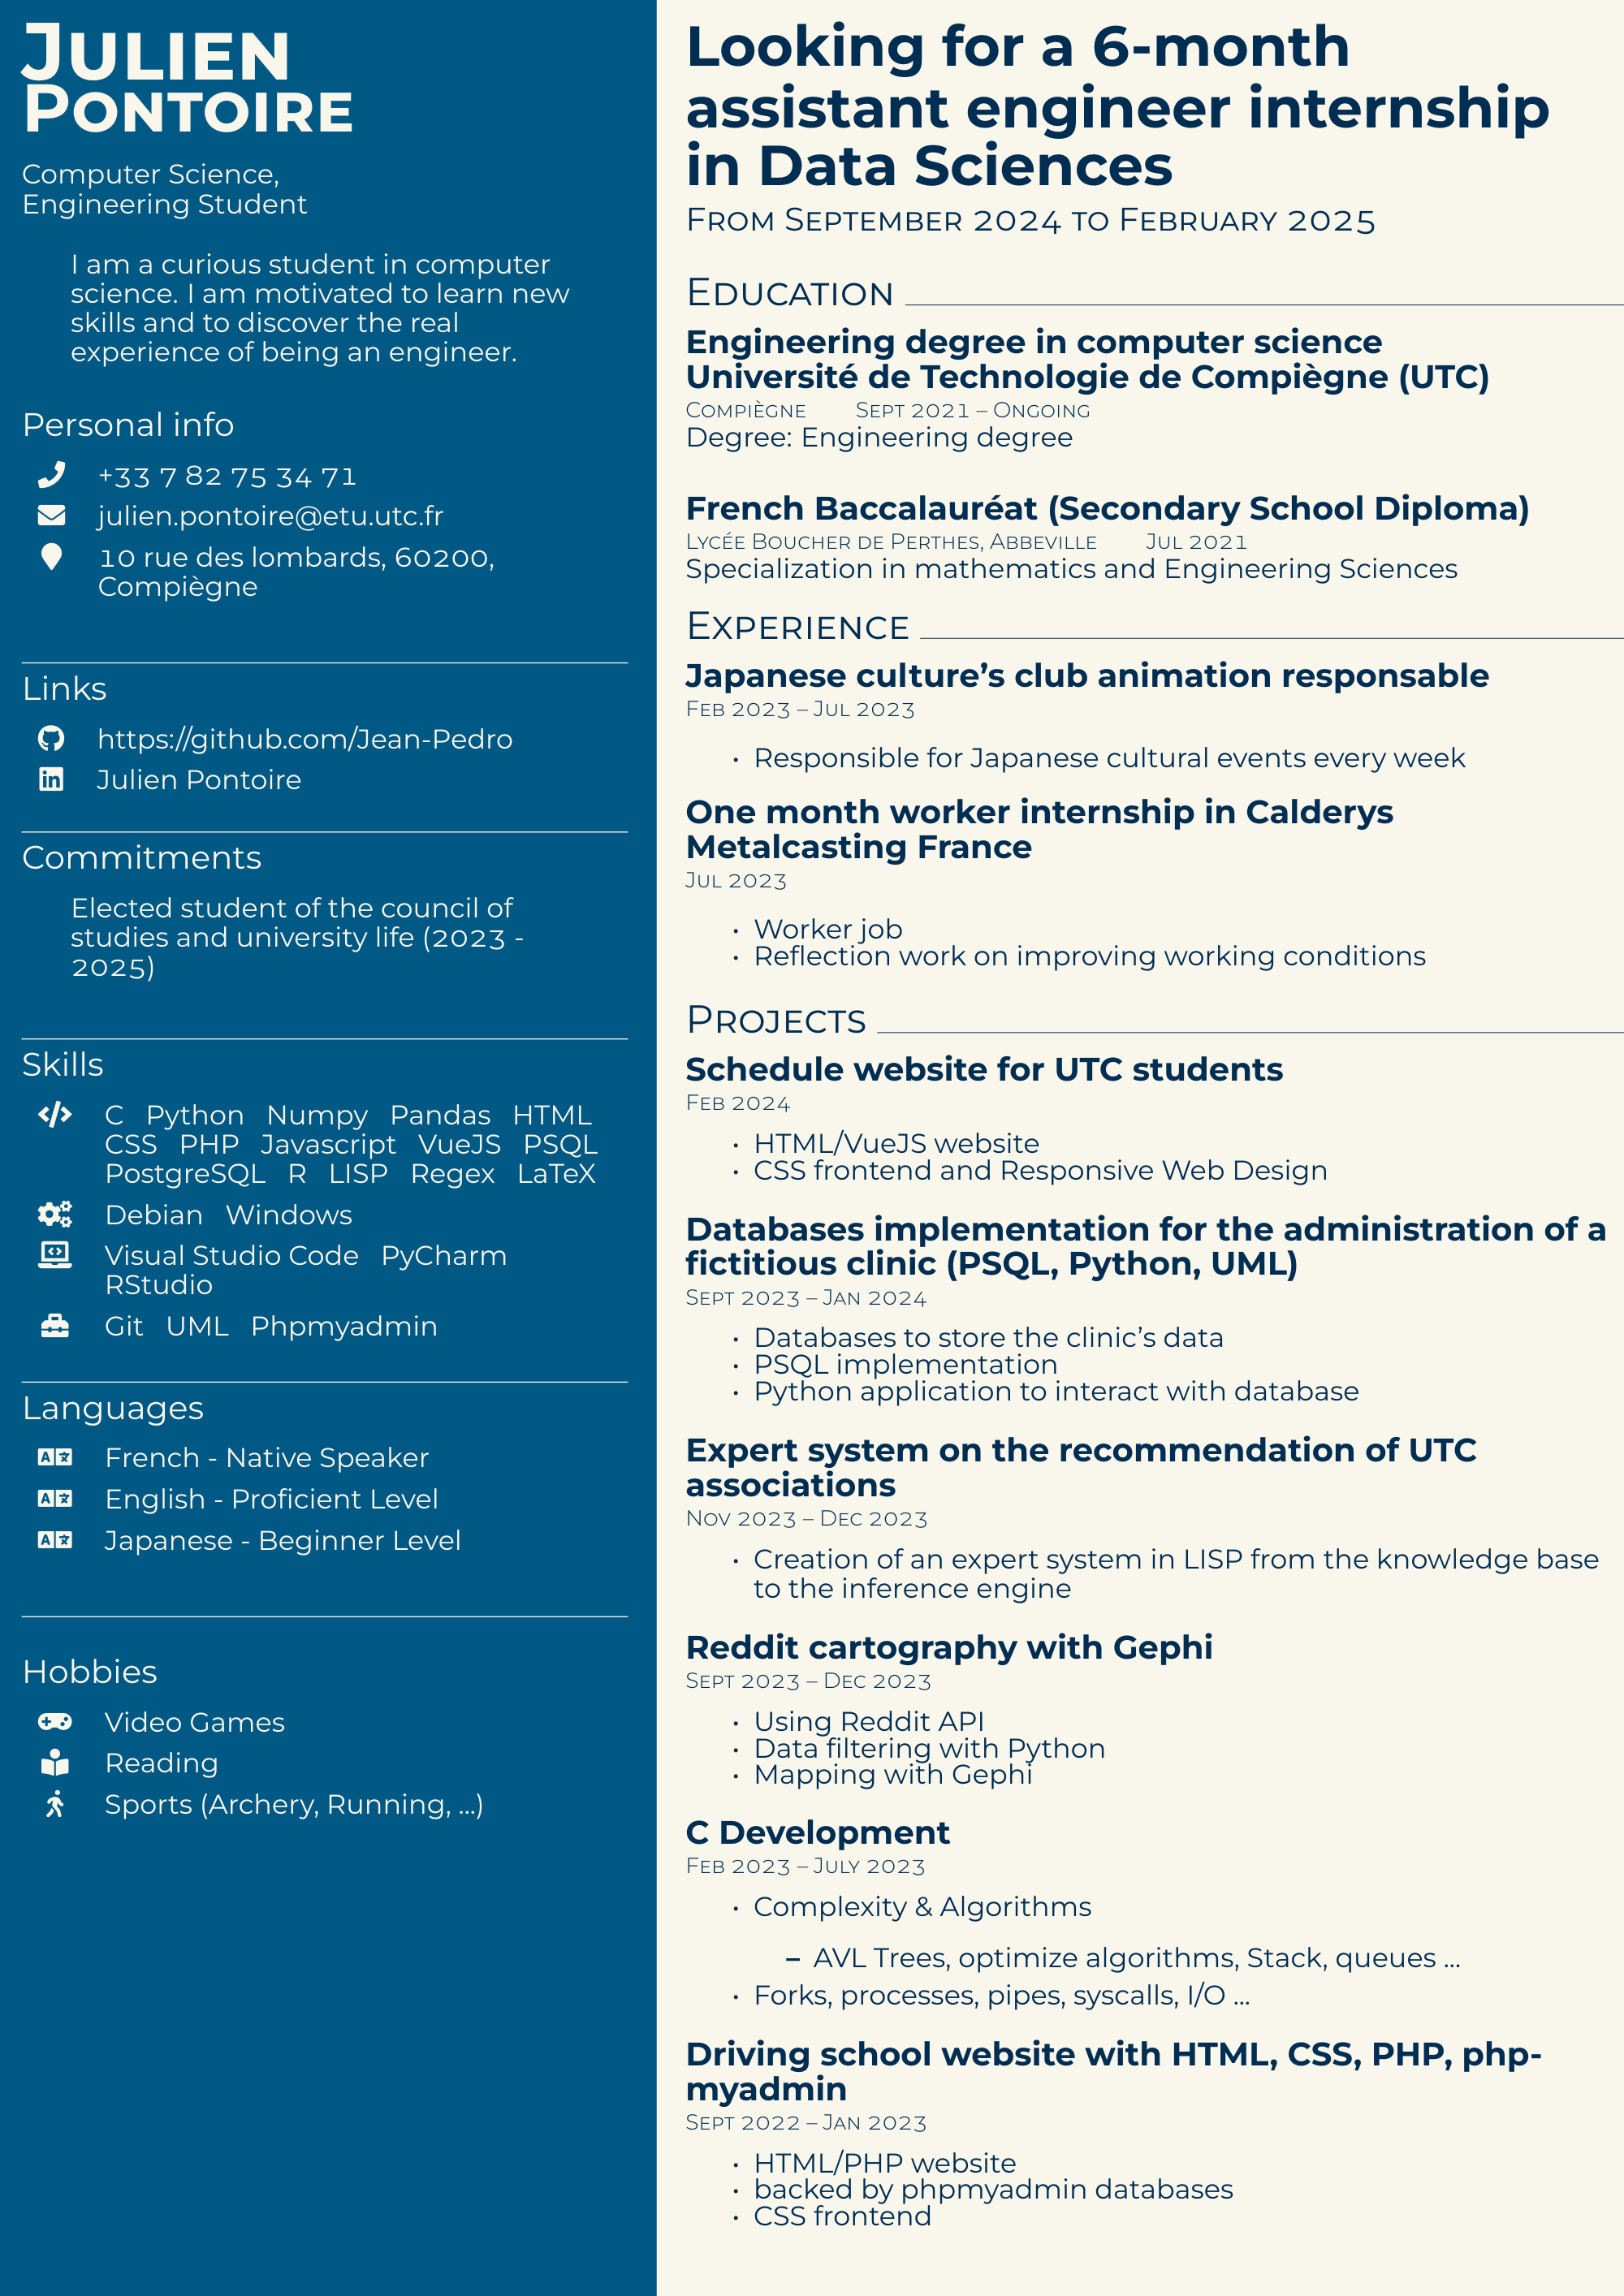 Julien
Pontoire
Computer Science,
Engineering Student
I am a curious student in computer
science. I am motivated to learn new
skills and to discover the real
experience of being an engineer.
Personal info
+33 7 82 75 34 71
julien.pontoire@etu.utc.fr
10 rue des lombards, 60200,
Compiègne
Links
https://github.com/Jean-Pedro
Julien Pontoire
Commitments
Elected student of the council of
studies and university life (2023 -
2025)
Skills
C Python Numpy Pandas HTML
CSS PHP Javascript VueJS PSQL
PostgreSQL R LISP Regex LaTeX
Debian Windows
Visual Studio Code PyCharm
RStudio
Git UML Phpmyadmin
Languages
French - Native Speaker
English - Proficient Level
Japanese - Beginner Level
Hobbies
Video Games
Reading
Sports (Archery, Running, ...)
Looking for a 6-month
assistant engineer internship
in Data Sciences
From September 2024 to February 2025
Education
Engineering degree in computer science
Université de Technologie de Compiègne (UTC)
Compiègne Sept 2021 – Ongoing
Degree: Engineering degree
French Baccalauréat (Secondary School Diploma)
Lycée Boucher de Perthes, Abbeville Jul 2021
Specialization in mathematics and Engineering Sciences
Experience
Japanese culture’s club animation responsable
Feb 2023 – Jul 2023
• Responsible for Japanese cultural events every week
One month worker internship in Calderys
Metalcasting France
Jul 2023
• Worker job
• Reflection work on improving working conditions
Projects
Schedule website for UTC students
Feb 2024
• HTML/VueJS website
• CSS frontend and Responsive Web Design
Databases implementation for the administration of a
fictitious clinic (PSQL, Python, UML)
Sept 2023 – Jan 2024
• Databases to store the clinic’s data
• PSQL implementation
• Python application to interact with database
Expert system on the recommendation of UTC
associations
Nov 2023 – Dec 2023
• Creation of an expert system in LISP from the knowledge base
to the inference engine
Reddit cartography with Gephi
Sept 2023 – Dec 2023
• Using Reddit API
• Data filtering with Python
• Mapping with Gephi
C Development
Feb 2023 – July 2023
• Complexity & Algorithms
– AVL Trees, optimize algorithms, Stack, queues ...
• Forks, processes, pipes, syscalls, I/O ...
Driving school website with HTML, CSS, PHP, php-
myadmin
Sept 2022 – Jan 2023
• HTML/PHP website
• backed by phpmyadmin databases
• CSS frontend